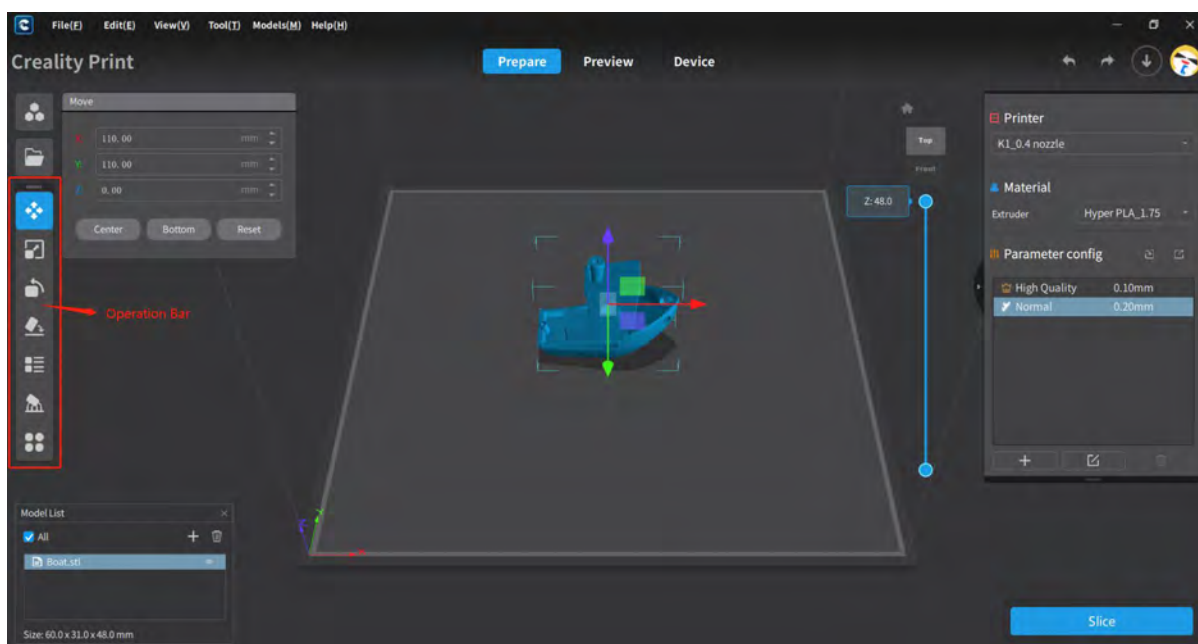 File(F) Edit(E) View(V) Tool(T) Models(M) Help(H)
Creality Print
Prepare Preview Device
Move
X: 110.00 mm
Y: 110.00 mm
Z: 0.00 mm
Center Bottom Reset
Operation Bar
Top
Front
Z: 48.0
Printer
K1_0.4 nozzle
Material
Extruder Hyper PLA_1.75
Parameter config
High Quality 0.10mm
Normal 0.20mm
Model List
All
Boat.stl
Size: 60.0 x 31.0 x 48.0 mm
Slice